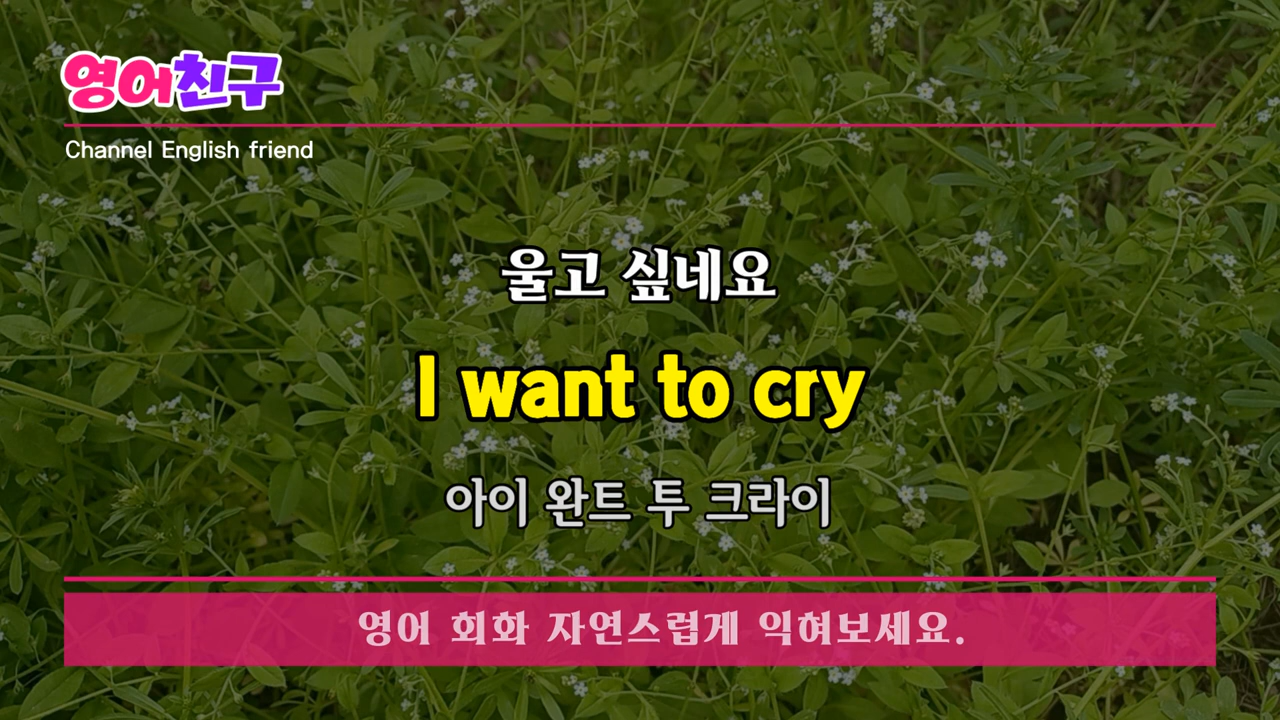 영어친구
Channel English friend
울고 싶네요
I want to cry
아이 완트 투 크라이
영어 회화 자연스럽게 익혀보세요.